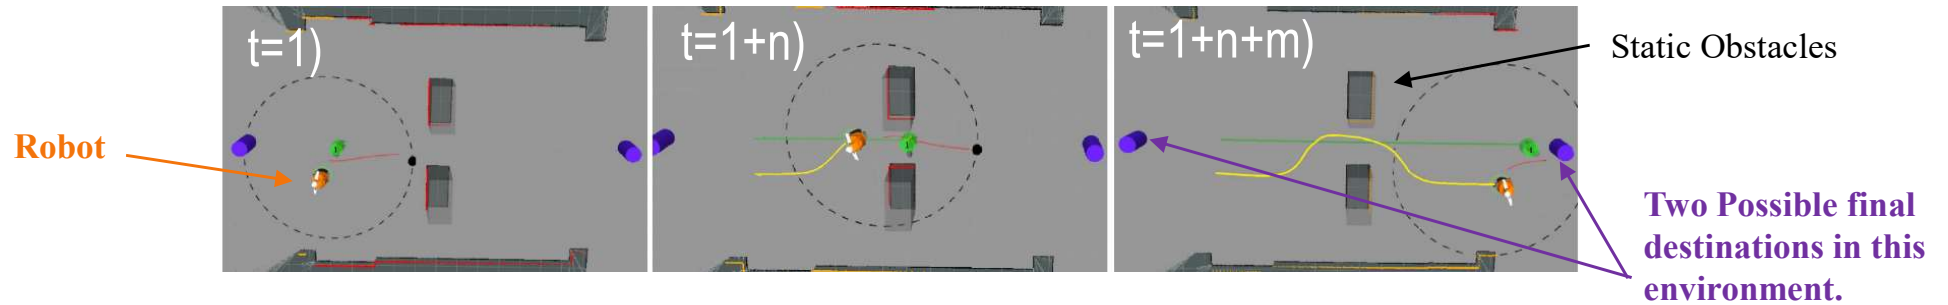 t=1)
t=1+n)
t=1+n+m)
Static Obstacles
Robot
Two Possible final
destinations in this
environment.